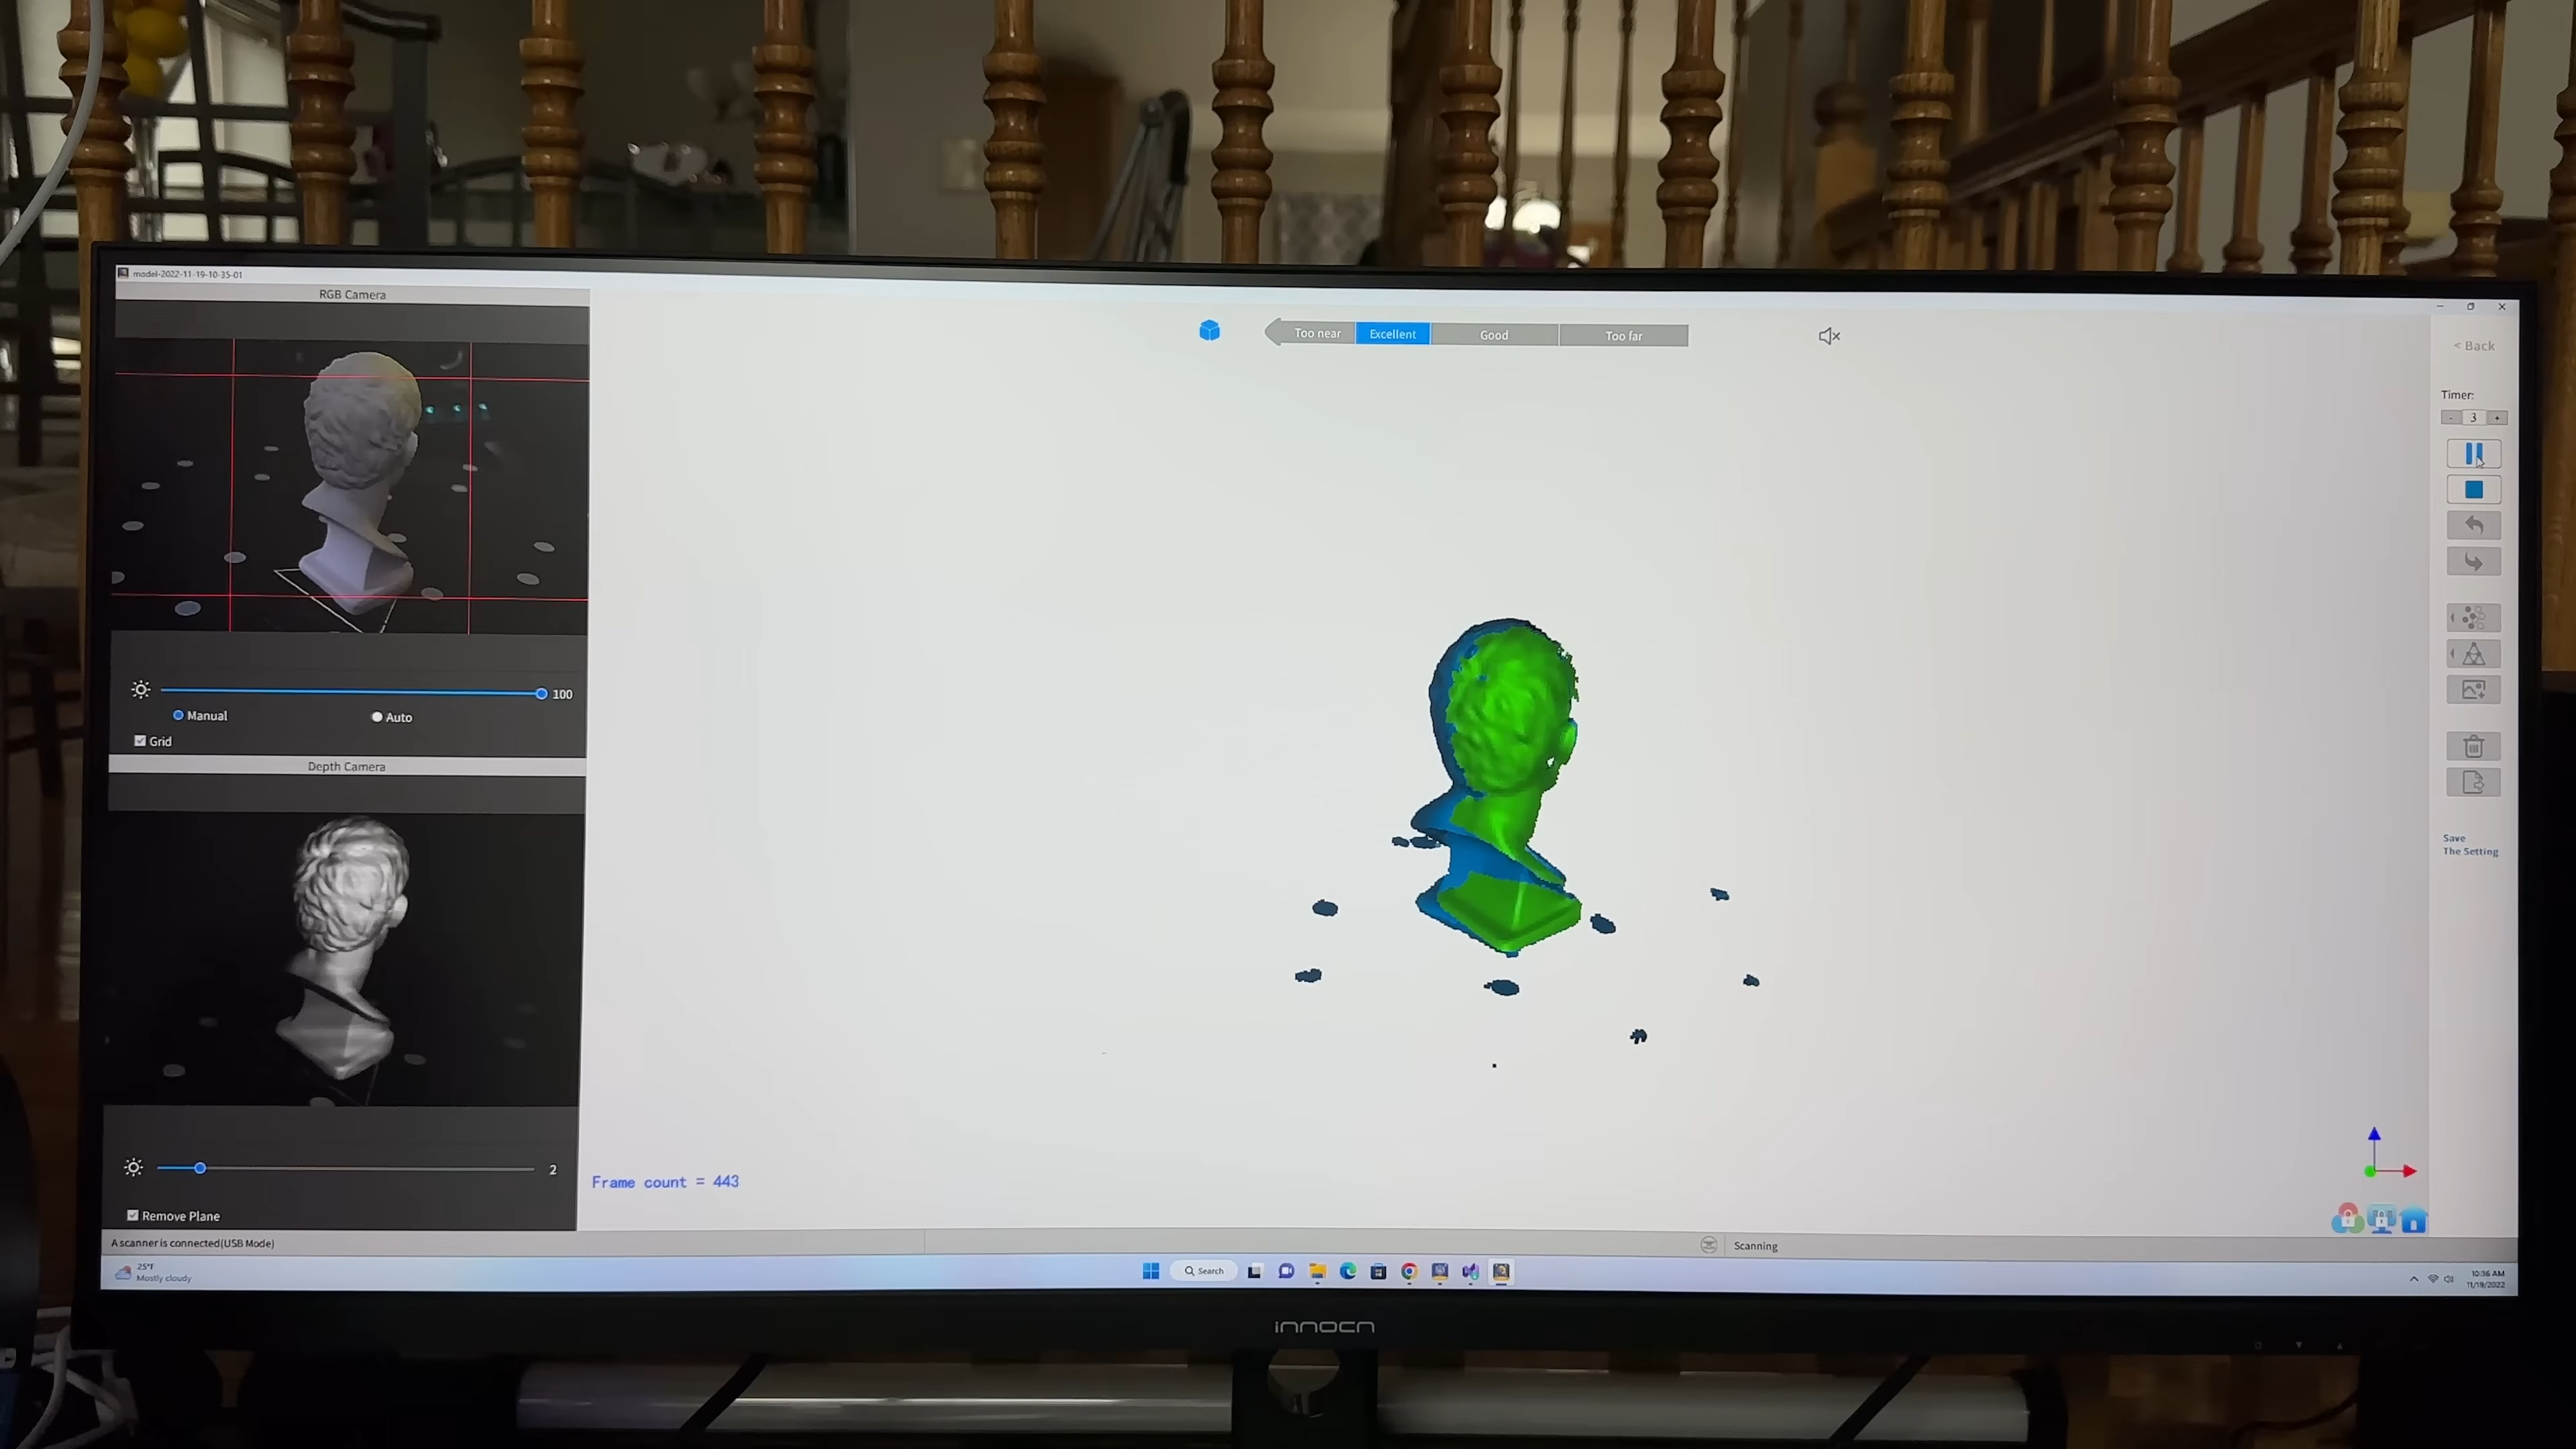 model-2022-11-19-10-35-01
RGB Camera
Too near
Excellent
Good
Too far
< Back
Timer:
- 3 +
100
Manual
Auto
Grid
Depth Camera
Save
The Setting
2
Frame count = 443
Remove Plane
A scanner is connected(USB Mode)
Scanning
25°F
Mostly cloudy
Search
10:36 AM
11/19/2022
innocn